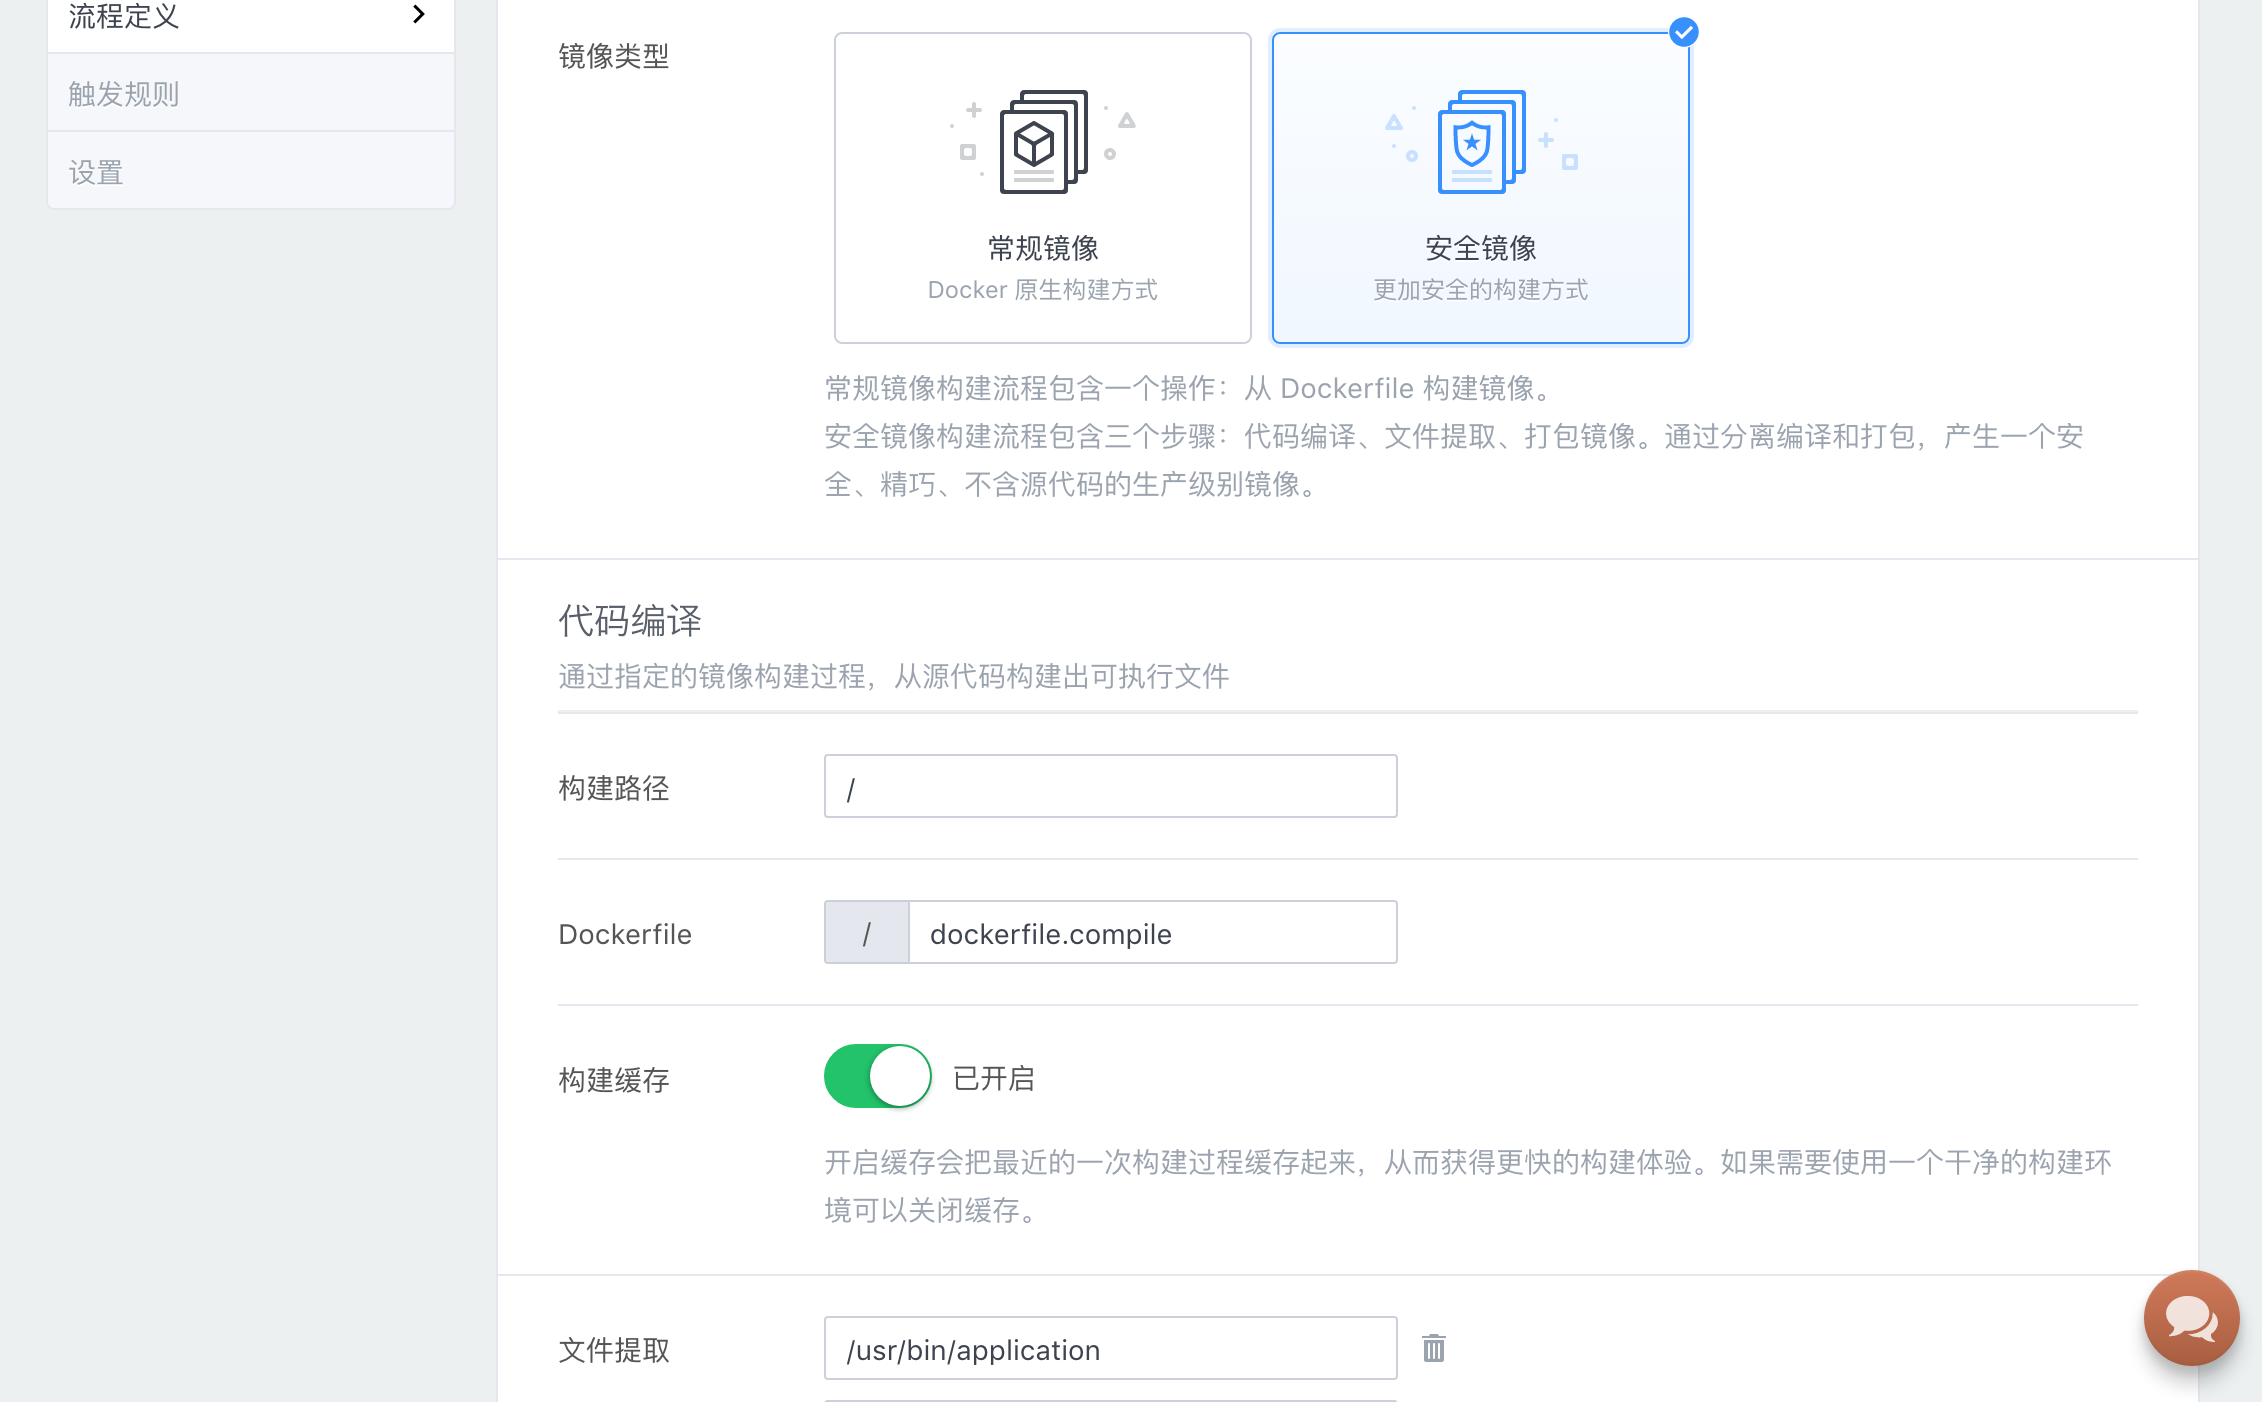 流程定义
触发规则
设置
镜像类型
常规镜像
Docker 原生构建方式
安全镜像
更加安全的构建方式
常规镜像构建流程包含一个操作：从 Dockerfile 构建镜像。
安全镜像构建流程包含三个步骤：代码编译、文件提取、打包镜像。通过分离编译和打包，产生一个安
全、精巧、不含源代码的生产级别镜像。
代码编译
通过指定的镜像构建过程，从源代码构建出可执行文件
构建路径
/
Dockerfile
/ dockerfile.compile
构建缓存
已开启
开启缓存会把最近的一次构建过程缓存起来，从而获得更快的构建体验。如果需要使用一个干净的构建环
境可以关闭缓存。
文件提取
/usr/bin/application